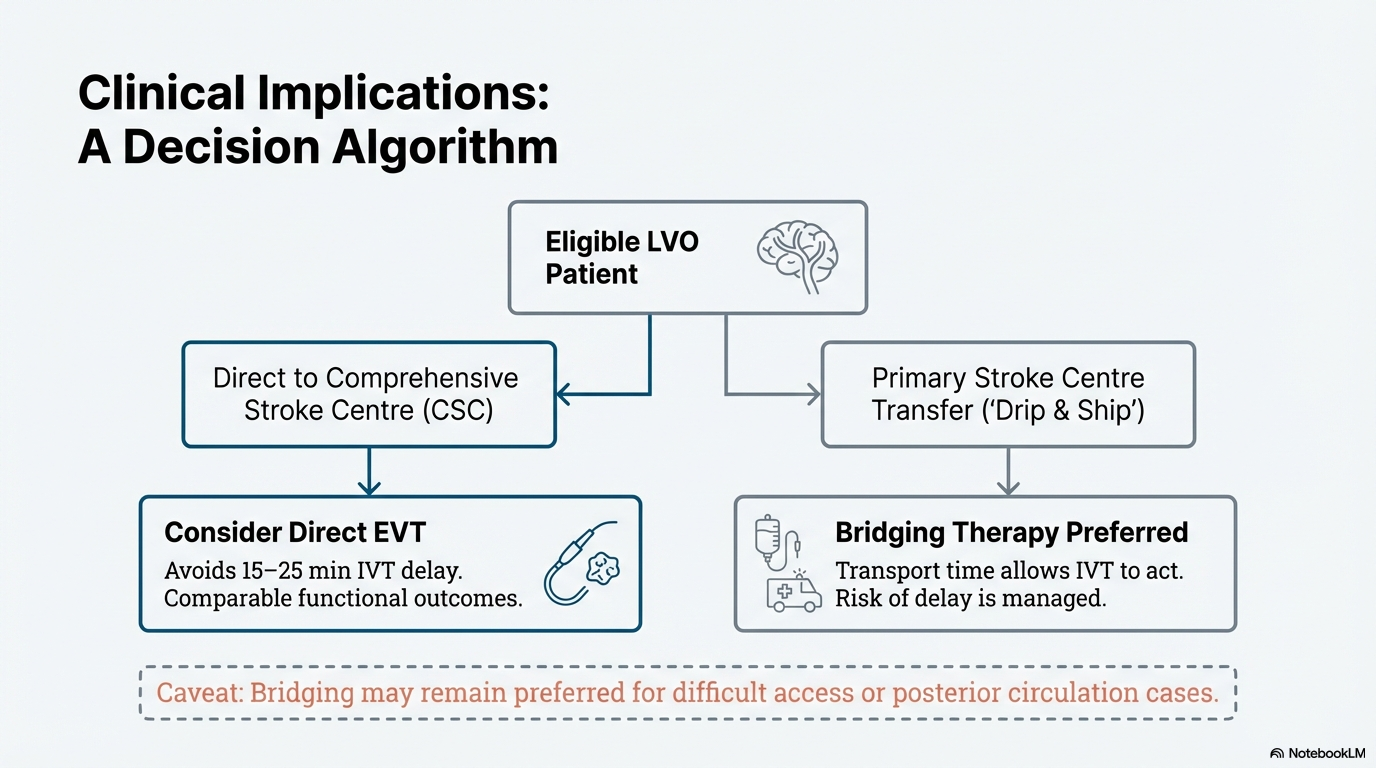 Clinical Implications:
A Decision Algorithm
Eligible LVO
Patient
Direct to Comprehensive
Stroke Centre (CSC)
Primary Stroke Centre
Transfer (‘Drip & Ship’)
Consider Direct EVT
Avoids 15–25 min IVT delay.
Comparable functional outcomes.
Bridging Therapy Preferred
Transport time allows IVT to act.
Risk of delay is managed.
Caveat: Bridging may remain preferred for difficult access or posterior circulation cases.
NotebookLM